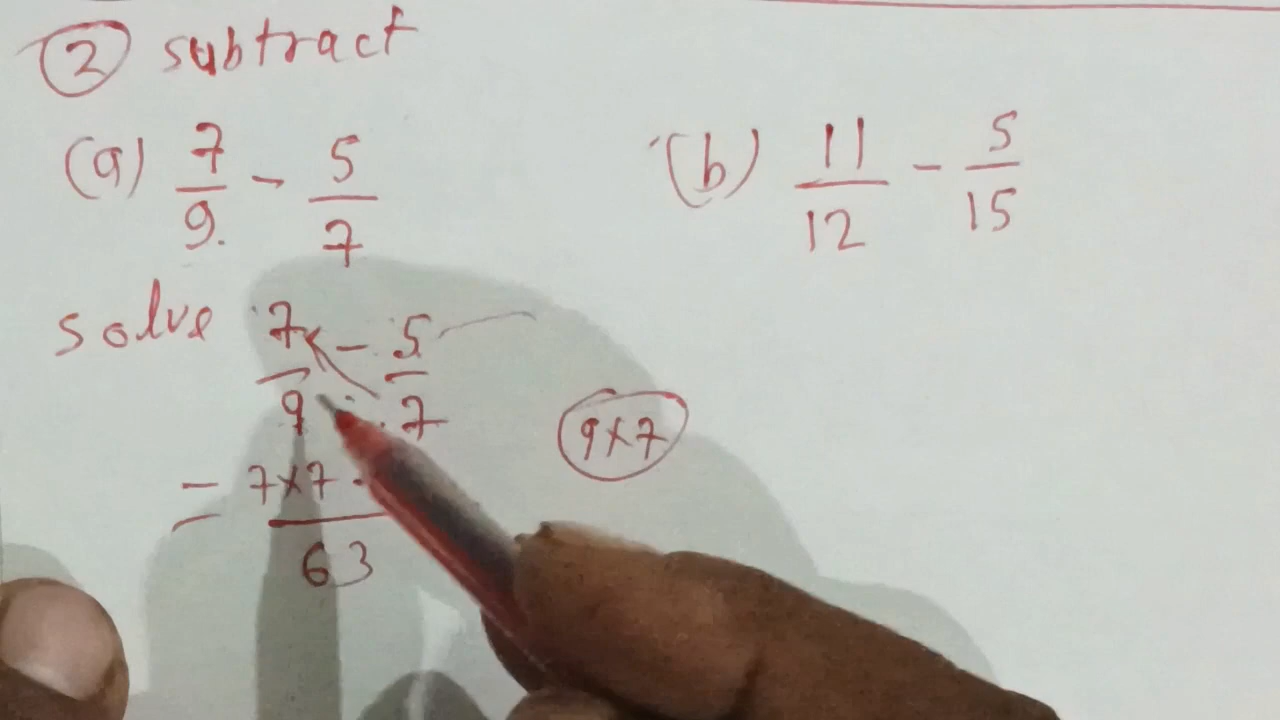 2 subtract
(a) 7/9 - 5/7
(b) 11/12 - 5/15
solve 7/9 - 5/7
9×7
= 7×7 - /63